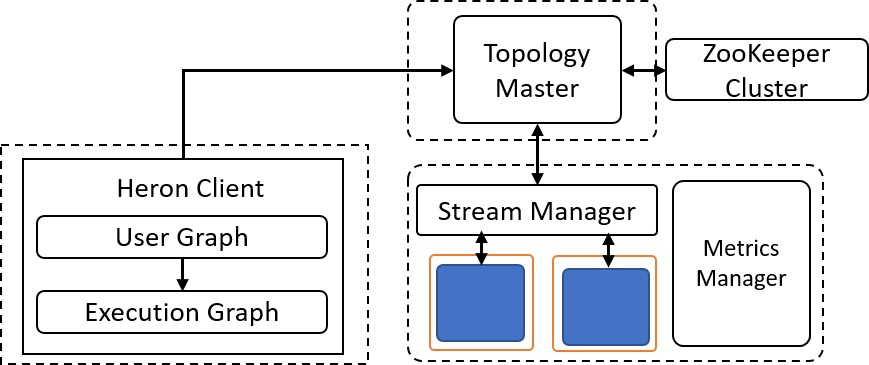 Topology
Master
ZooKeeper
Cluster
Heron Client
User Graph
Execution Graph
Stream Manager
Metrics
Manager